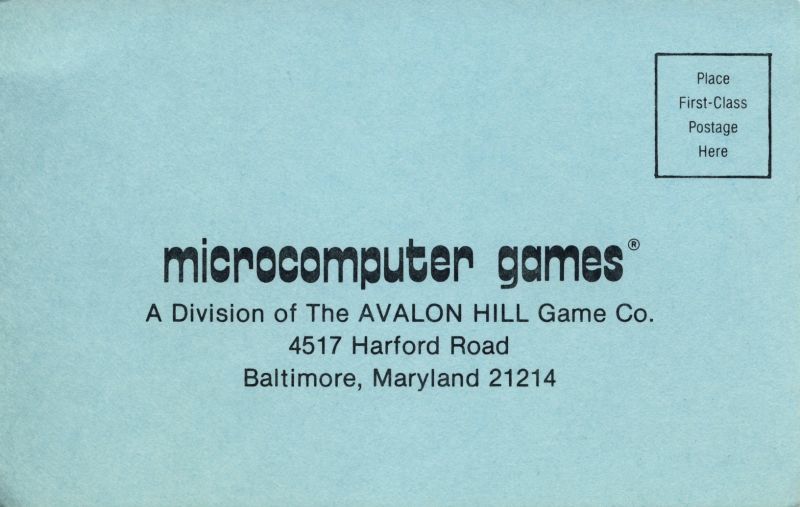 Place
First-Class
Postage
Here
microcomputer games®
A Division of The AVALON HILL Game Co.
4517 Harford Road
Baltimore, Maryland 21214